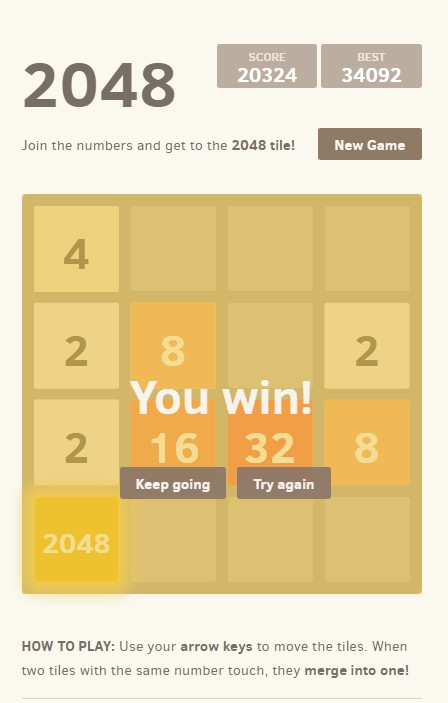 2048
SCORE
20324
BEST
34092
Join the numbers and get to the 2048 tile!
New Game
4
2 8 2
You win!
2 16 32 8
Keep going Try again
2048
HOW TO PLAY: Use your arrow keys to move the tiles. When
two tiles with the same number touch, they merge into one!